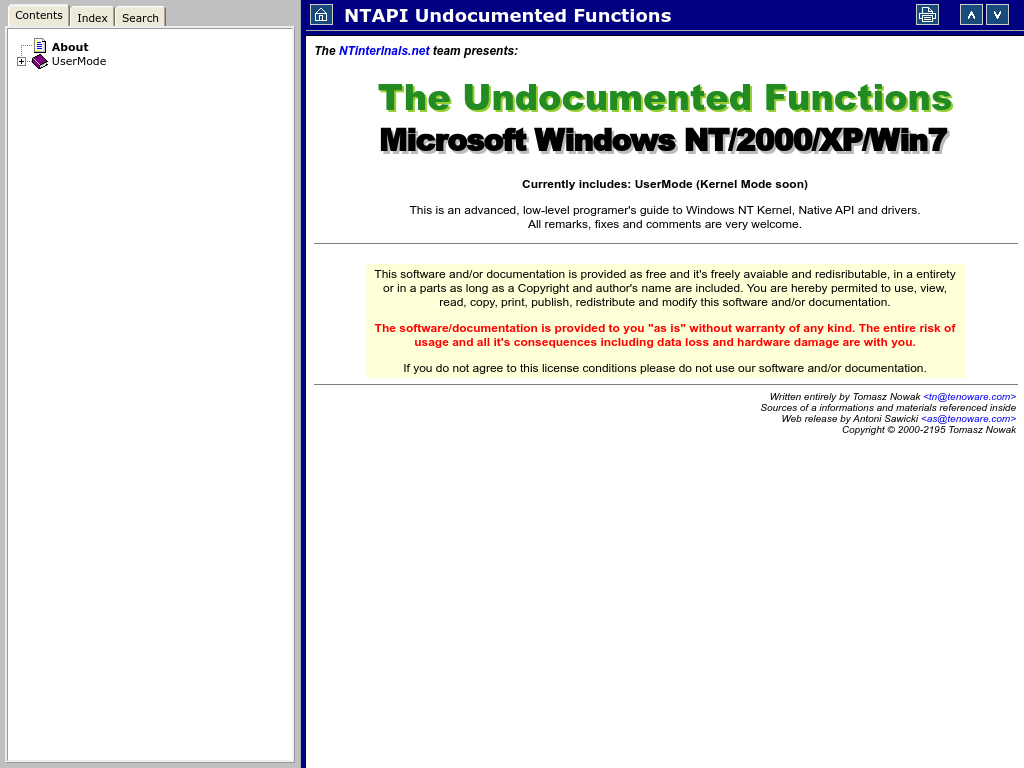 Contents
Index
Search
About
UserMode
NTAPI Undocumented Functions
The NTinterlnals.net team presents:
The Undocumented Functions
Microsoft Windows NT/2000/XP/Win7
Currently includes: UserMode (Kernel Mode soon)
This is an advanced, low-level programer's guide to Windows NT Kernel, Native API and drivers.
All remarks, fixes and comments are very welcome.
This software and/or documentation is provided as free and it's freely avaiable and redisributable, in a entirety
or in a parts as long as a Copyright and author's name are included. You are hereby permited to use, view,
read, copy, print, publish, redistribute and modify this software and/or documentation.
The software/documentation is provided to you "as is" without warranty of any kind. The entire risk of
usage and all it's consequences including data loss and hardware damage are with you.
If you do not agree to this license conditions please do not use our software and/or documentation.
Written entirely by Tomasz Nowak <tn@tenoware.com>
Sources of a informations and materials referenced inside
Web release by Antoni Sawicki <as@tenoware.com>
Copyright © 2000-2195 Tomasz Nowak